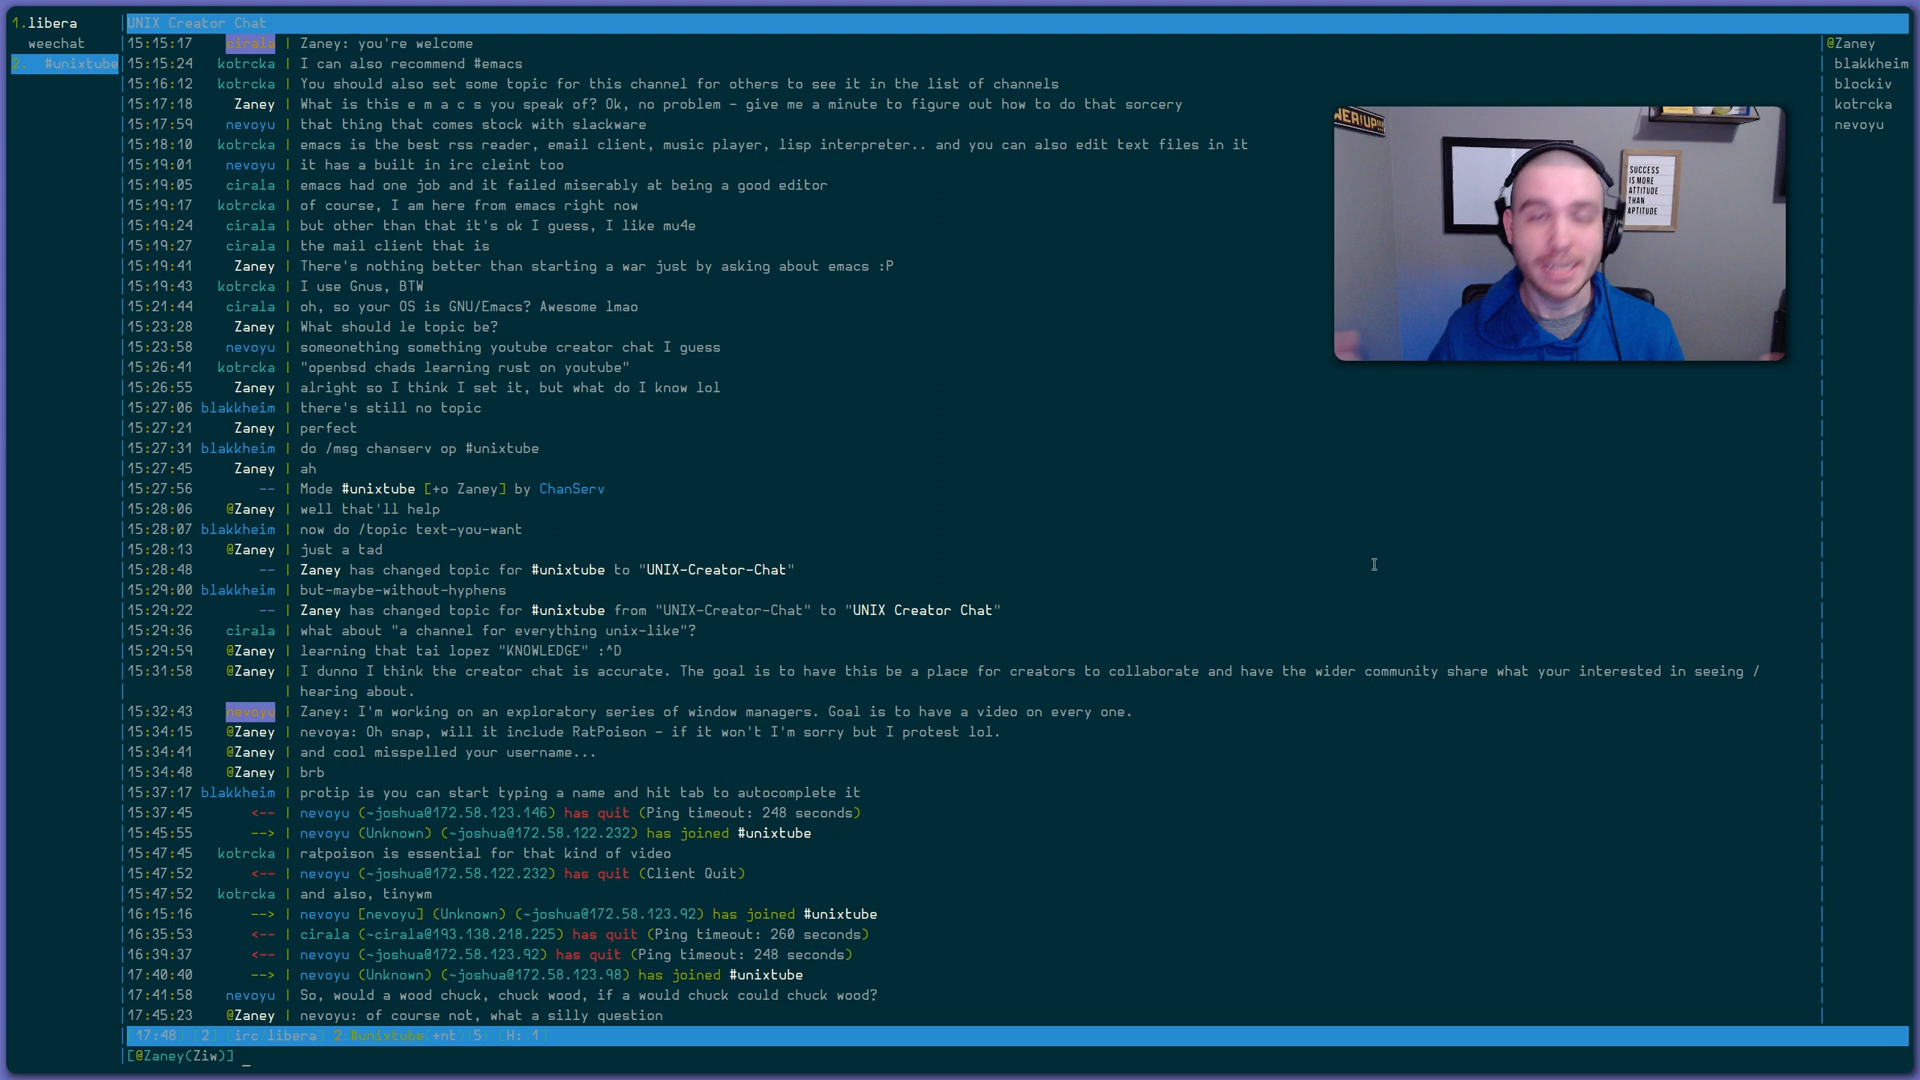 1.libera
weechat
2. #unixtube
UNIX Creator Chat
15:15:17 cirala | Zaney: you're welcome
15:15:24 kotrcka | I can also recommend #emacs
15:16:12 kotrcka | You should also set some topic for this channel for others to see it in the list of channels
15:17:18 Zaney | What is this e m a c s you speak of? Ok, no problem - give me a minute to figure out how to do that sorcery
15:17:59 nevoyu | that thing that comes stock with slackware
15:18:10 kotrcka | emacs is the best rss reader, email client, music player, lisp interpreter.. and you can also edit text files in it
15:19:01 nevoyu | it has a built in irc cleint too
15:19:05 cirala | emacs had one job and it failed miserably at being a good editor
15:19:17 kotrcka | of course, I am here from emacs right now
15:19:24 cirala | but other than that it's ok I guess, I like mu4e
15:19:27 cirala | the mail client that is
15:19:41 Zaney | There's nothing better than starting a war just by asking about emacs :P
15:19:43 kotrcka | I use Gnus, BTW
15:21:44 cirala | oh, so your OS is GNU/Emacs? Awesome lmao
15:23:28 Zaney | What should le topic be?
15:23:58 nevoyu | someonething something youtube creator chat I guess
15:26:41 kotrcka | "openbsd chads learning rust on youtube"
15:26:55 Zaney | alright so I think I set it, but what do I know lol
15:27:06 blakkheim | there's still no topic
15:27:21 Zaney | perfect
15:27:31 blakkheim | do /msg chanserv op #unixtube
15:27:45 Zaney | ah
15:27:56 -- | Mode #unixtube [+o Zaney] by ChanServ
15:28:06 @Zaney | well that'll help
15:28:07 blakkheim | now do /topic text-you-want
15:28:13 @Zaney | just a tad
15:28:48 -- | Zaney has changed topic for #unixtube to "UNIX-Creator-Chat"
15:29:00 blakkheim | but-maybe-without-hyphens
15:29:22 -- | Zaney has changed topic for #unixtube from "UNIX-Creator-Chat" to "UNIX Creator Chat"
15:29:36 cirala | what about "a channel for everything unix-like"?
15:29:59 @Zaney | learning that tai lopez "KNOWLEDGE" :^D
15:31:58 @Zaney | I dunno I think the creator chat is accurate. The goal is to have this be a place for creators to collaborate and have the wider community share what your interested in seeing /
| hearing about.
15:32:43 nevoyu | Zaney: I'm working on an exploratory series of window managers. Goal is to have a video on every one.
15:34:15 @Zaney | nevoya: Oh snap, will it include RatPoison - if it won't I'm sorry but I protest lol.
15:34:41 @Zaney | and cool misspelled your username...
15:34:48 @Zaney | brb
15:37:17 blakkheim | protip is you can start typing a name and hit tab to autocomplete it
15:37:45 <-- | nevoyu (~joshua@172.58.123.146) has quit (Ping timeout: 248 seconds)
15:45:55 --> | nevoyu (Unknown) (~joshua@172.58.122.232) has joined #unixtube
15:47:45 kotrcka | ratpoison is essential for that kind of video
15:47:52 <-- | nevoyu (~joshua@172.58.122.232) has quit (Client Quit)
15:47:52 kotrcka | and also, tinywm
16:15:16 --> | nevoyu [nevoyu] (Unknown) (~joshua@172.58.123.92) has joined #unixtube
16:35:53 <-- | cirala (~cirala@193.138.218.225) has quit (Ping timeout: 260 seconds)
16:39:37 <-- | nevoyu (~joshua@172.58.123.92) has quit (Ping timeout: 248 seconds)
17:40:40 --> | nevoyu (Unknown) (~joshua@172.58.123.98) has joined #unixtube
17:41:58 nevoyu | So, would a wood chuck, chuck wood, if a would chuck could chuck wood?
17:45:23 @Zaney | nevoyu: of course not, what a silly question
[17:48] [2] [irc/libera] 2:#unixtube(+nt){5} [H: 1]
[@Zaney(Ziw)] _
@Zaney
blakkheim
blockiv
kotrcka
nevoyu
SUCCESS
IS MORE
ATTITUDE
THAN
APTITUDE